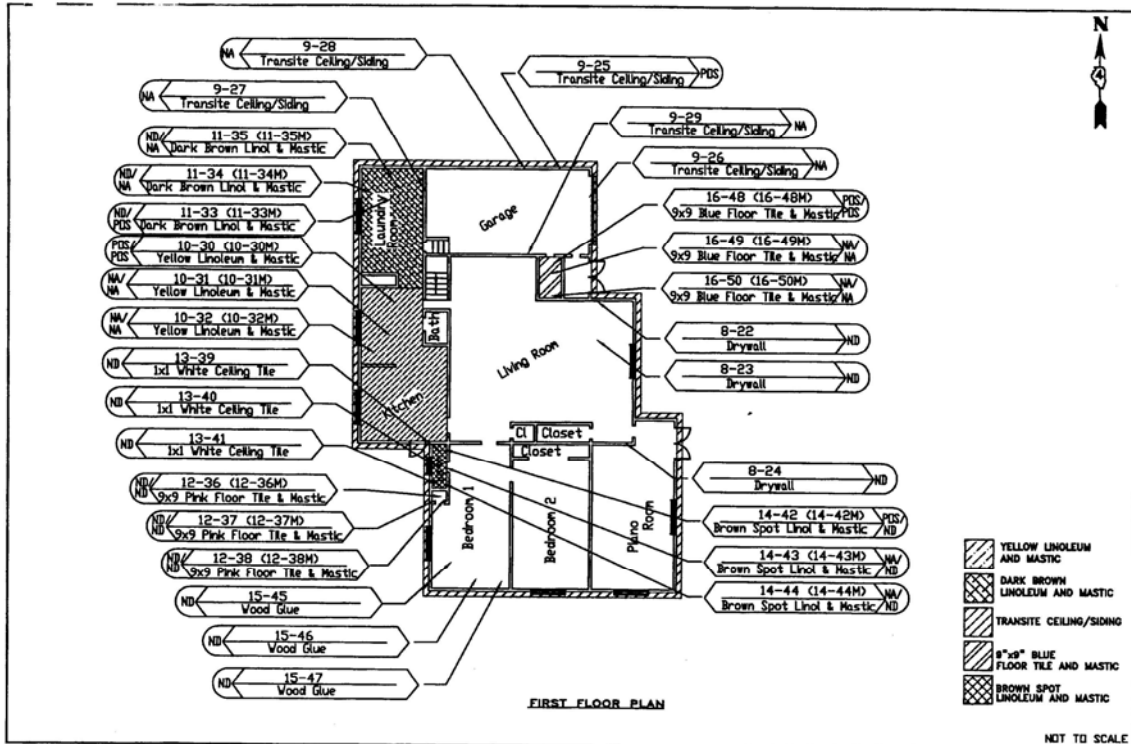 N
4
9-28
NA
Transite Ceiling/Siding
9-25
POS
Transite Ceiling/Siding
9-27
NA
Transite Ceiling/Siding
9-29
Transite Ceiling/Siding
NA
11-35 (11-35M)
ND/
NA
Dark Brown Linol & Mastic
9-26
Transite Ceiling/Siding
NA
11-34 (11-34M)
ND/
NA
Dark Brown Linol & Mastic
16-48 (16-48M)
POS/
POS
9x9 Blue Floor Tile & Mastic
11-33 (11-33M)
ND/
POS
Dark Brown Linol & Mastic
16-49 (16-49M)
NA/
NA
9x9 Blue Floor Tile & Mastic
10-30 (10-30M)
POS/
POS
Yellow Linoleum & Mastic
16-50 (16-50M)
NA/
NA
9x9 Blue Floor Tile & Mastic
10-31 (10-31M)
NA/
NA
Yellow Linoleum & Mastic
8-22
Drywall
ND
10-32 (10-32M)
NA/
NA
Yellow Linoleum & Mastic
8-23
Drywall
ND
13-39
ND
1x1 White Ceiling Tile
13-40
ND
1x1 White Ceiling Tile
13-41
ND
1x1 White Ceiling Tile
8-24
Drywall
ND
12-36 (12-36M)
ND/
ND
9x9 Pink Floor Tile & Mastic
14-42 (14-42M)
POS/
ND
Brown Spot Linol & Mastic
12-37 (12-37M)
ND/
ND
9x9 Pink Floor Tile & Mastic
14-43 (14-43M)
NA/
ND
Brown Spot Linol & Mastic
12-38 (12-38M)
ND/
ND
9x9 Pink Floor Tile & Mastic
14-44 (14-44M)
NA/
ND
Brown Spot Linol & Mastic
15-45
ND
Wood Glue
15-46
ND
Wood Glue
15-47
ND
Wood Glue
Laundry
Room
Garage
Bath
Living Room
Kitchen
Cl
Closet
Closet
Bedroom 1
Bedroom 2
Piano
Room
YELLOW LINOLEUM
AND MASTIC
DARK BROWN
LINOLEUM AND MASTIC
TRANSITE CEILING/SIDING
9"x9" BLUE
FLOOR TILE AND MASTIC
BROWN SPOT
LINOLEUM AND MASTIC
FIRST FLOOR PLAN
NOT TO SCALE